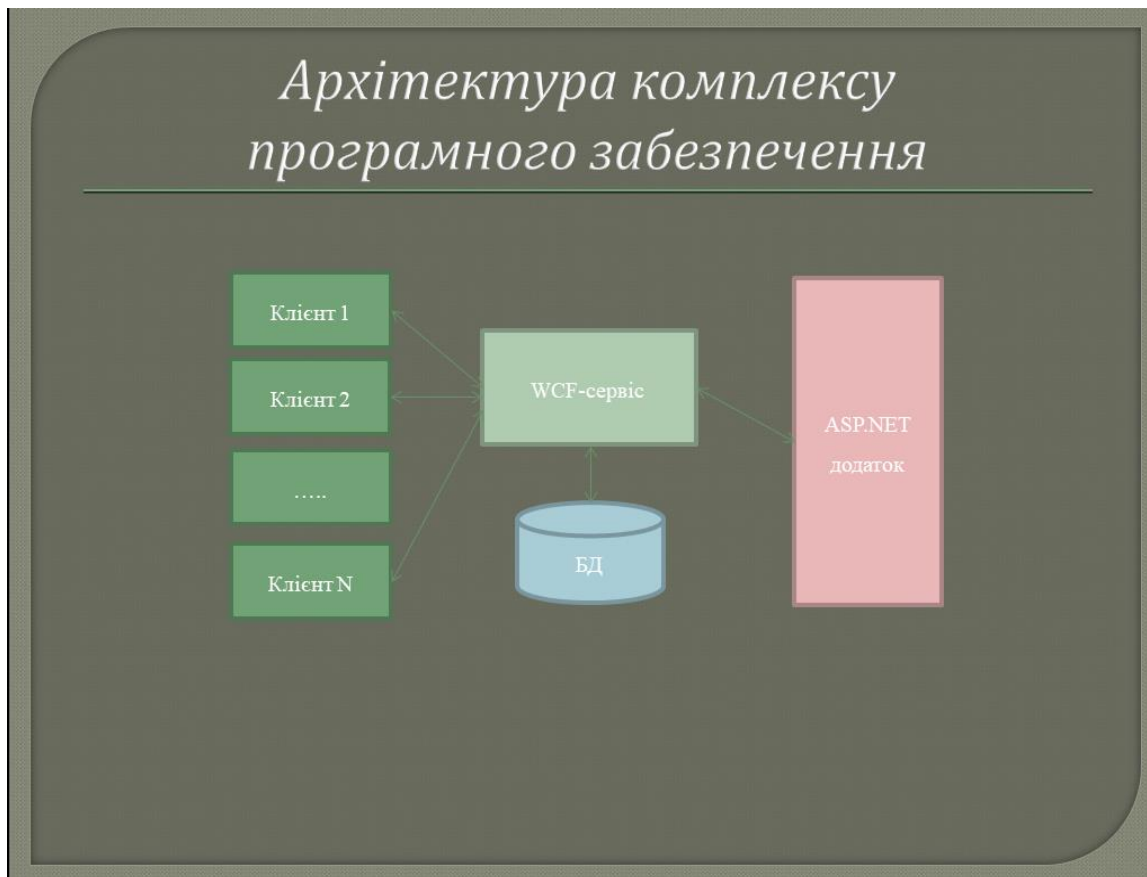 Архітектура комплексу
програмного забезпечення
Клієнт 1
Клієнт 2
.....
Клієнт N
WCF-сервіс
БД
ASP.NET
додаток